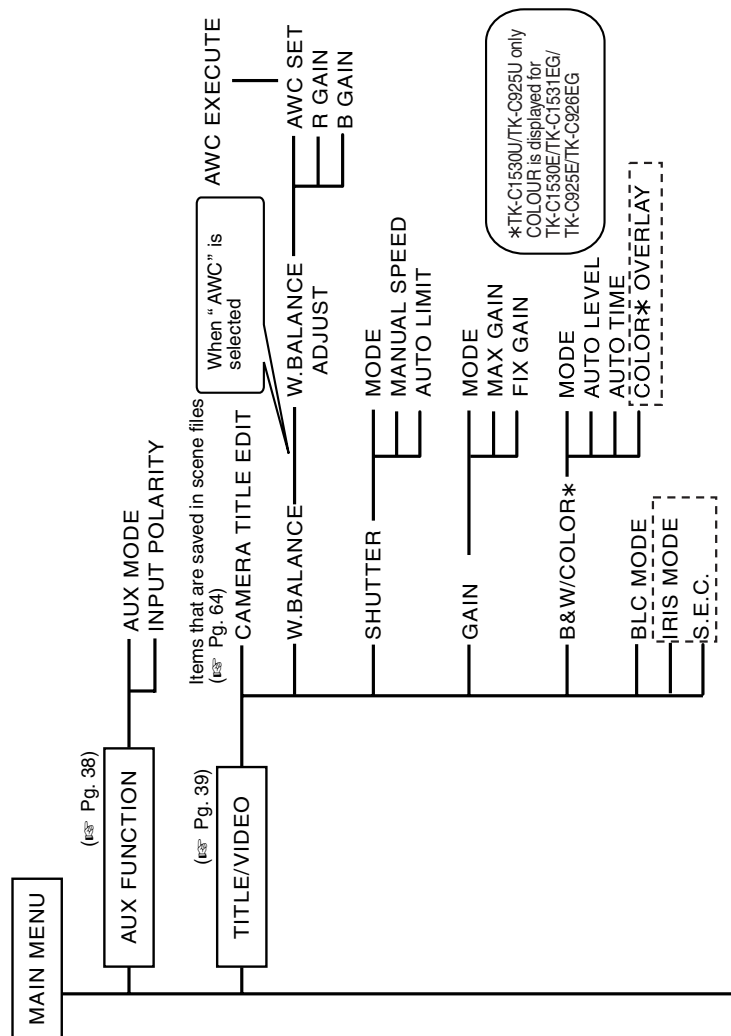 MAIN MENU
AUX FUNCTION
(☞ Pg. 38)
AUX MODE
INPUT POLARITY
TITLE/VIDEO
(☞ Pg. 39)
Items that are saved in scene files
(☞ Pg. 64)
CAMERA TITLE EDIT
W.BALANCE
When “ AWC” is
selected
W.BALANCE
ADJUST
AWC EXECUTE
AWC SET
R GAIN
B GAIN
SHUTTER
MODE
MANUAL SPEED
AUTO LIMIT
GAIN
MODE
MAX GAIN
FIX GAIN
B&W/COLOR*
MODE
AUTO LEVEL
AUTO TIME
COLOR* OVERLAY
BLC MODE
IRIS MODE
S.E.C.
*TK-C1530U/TK-C925U only
COLOUR is displayed for
TK-C1530E/TK-C1531EG/
TK-C925E/TK-C926EG